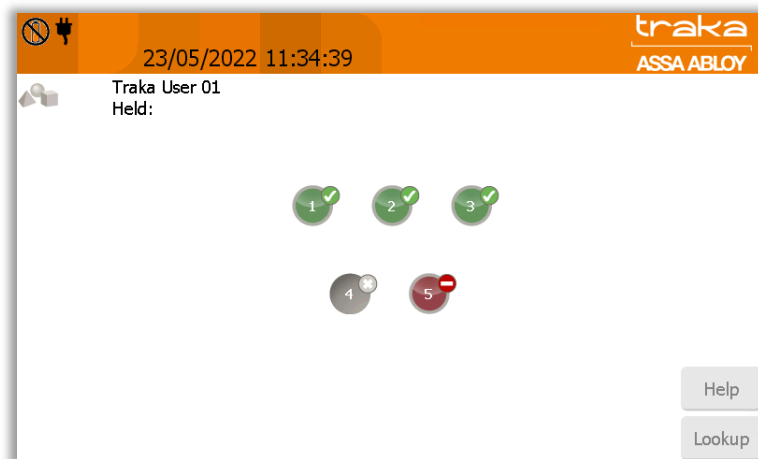 traka
23/05/2022 11:34:39
ASSA ABLOY
Traka User 01
Held:
1 2 3
4 5
Help
Lookup